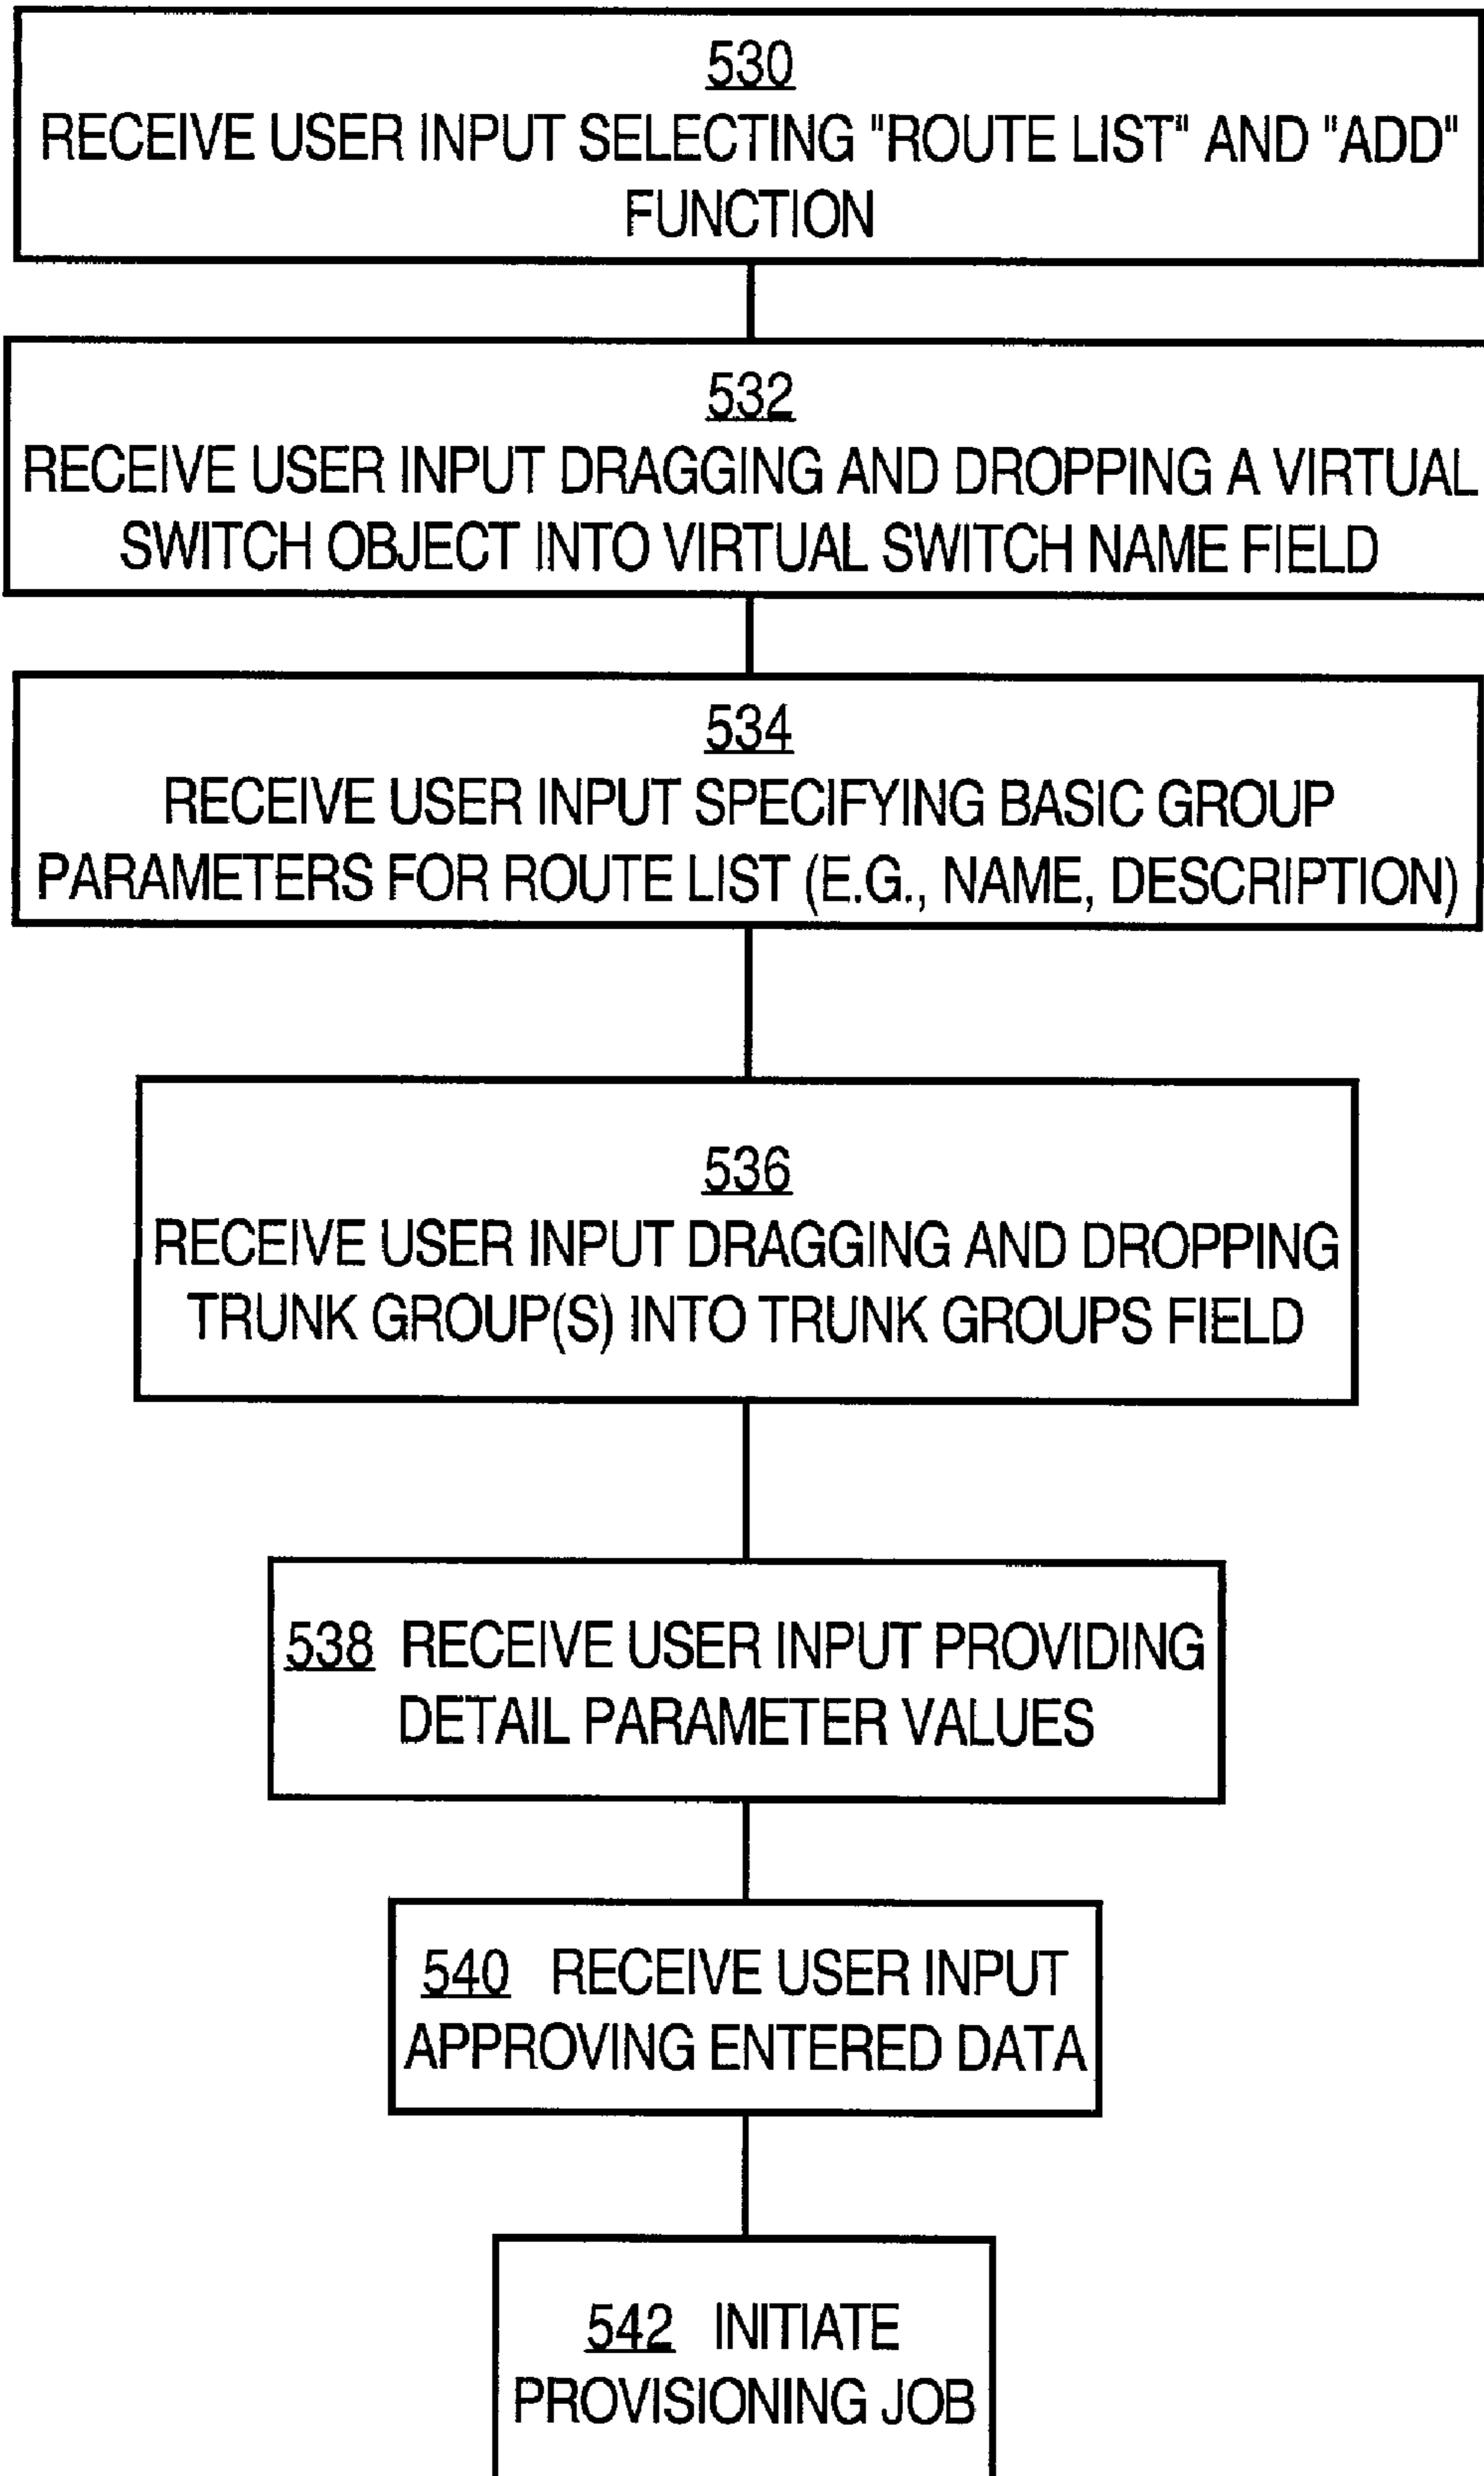 530
RECEIVE USER INPUT SELECTING "ROUTE LIST" AND "ADD"
FUNCTION
532
RECEIVE USER INPUT DRAGGING AND DROPPING A VIRTUAL
SWITCH OBJECT INTO VIRTUAL SWITCH NAME FIELD
534
RECEIVE USER INPUT SPECIFYING BASIC GROUP
PARAMETERS FOR ROUTE LIST (E.G., NAME, DESCRIPTION)
536
RECEIVE USER INPUT DRAGGING AND DROPPING
TRUNK GROUP(S) INTO TRUNK GROUPS FIELD
538 RECEIVE USER INPUT PROVIDING
DETAIL PARAMETER VALUES
540 RECEIVE USER INPUT
APPROVING ENTERED DATA
542 INITIATE
PROVISIONING JOB